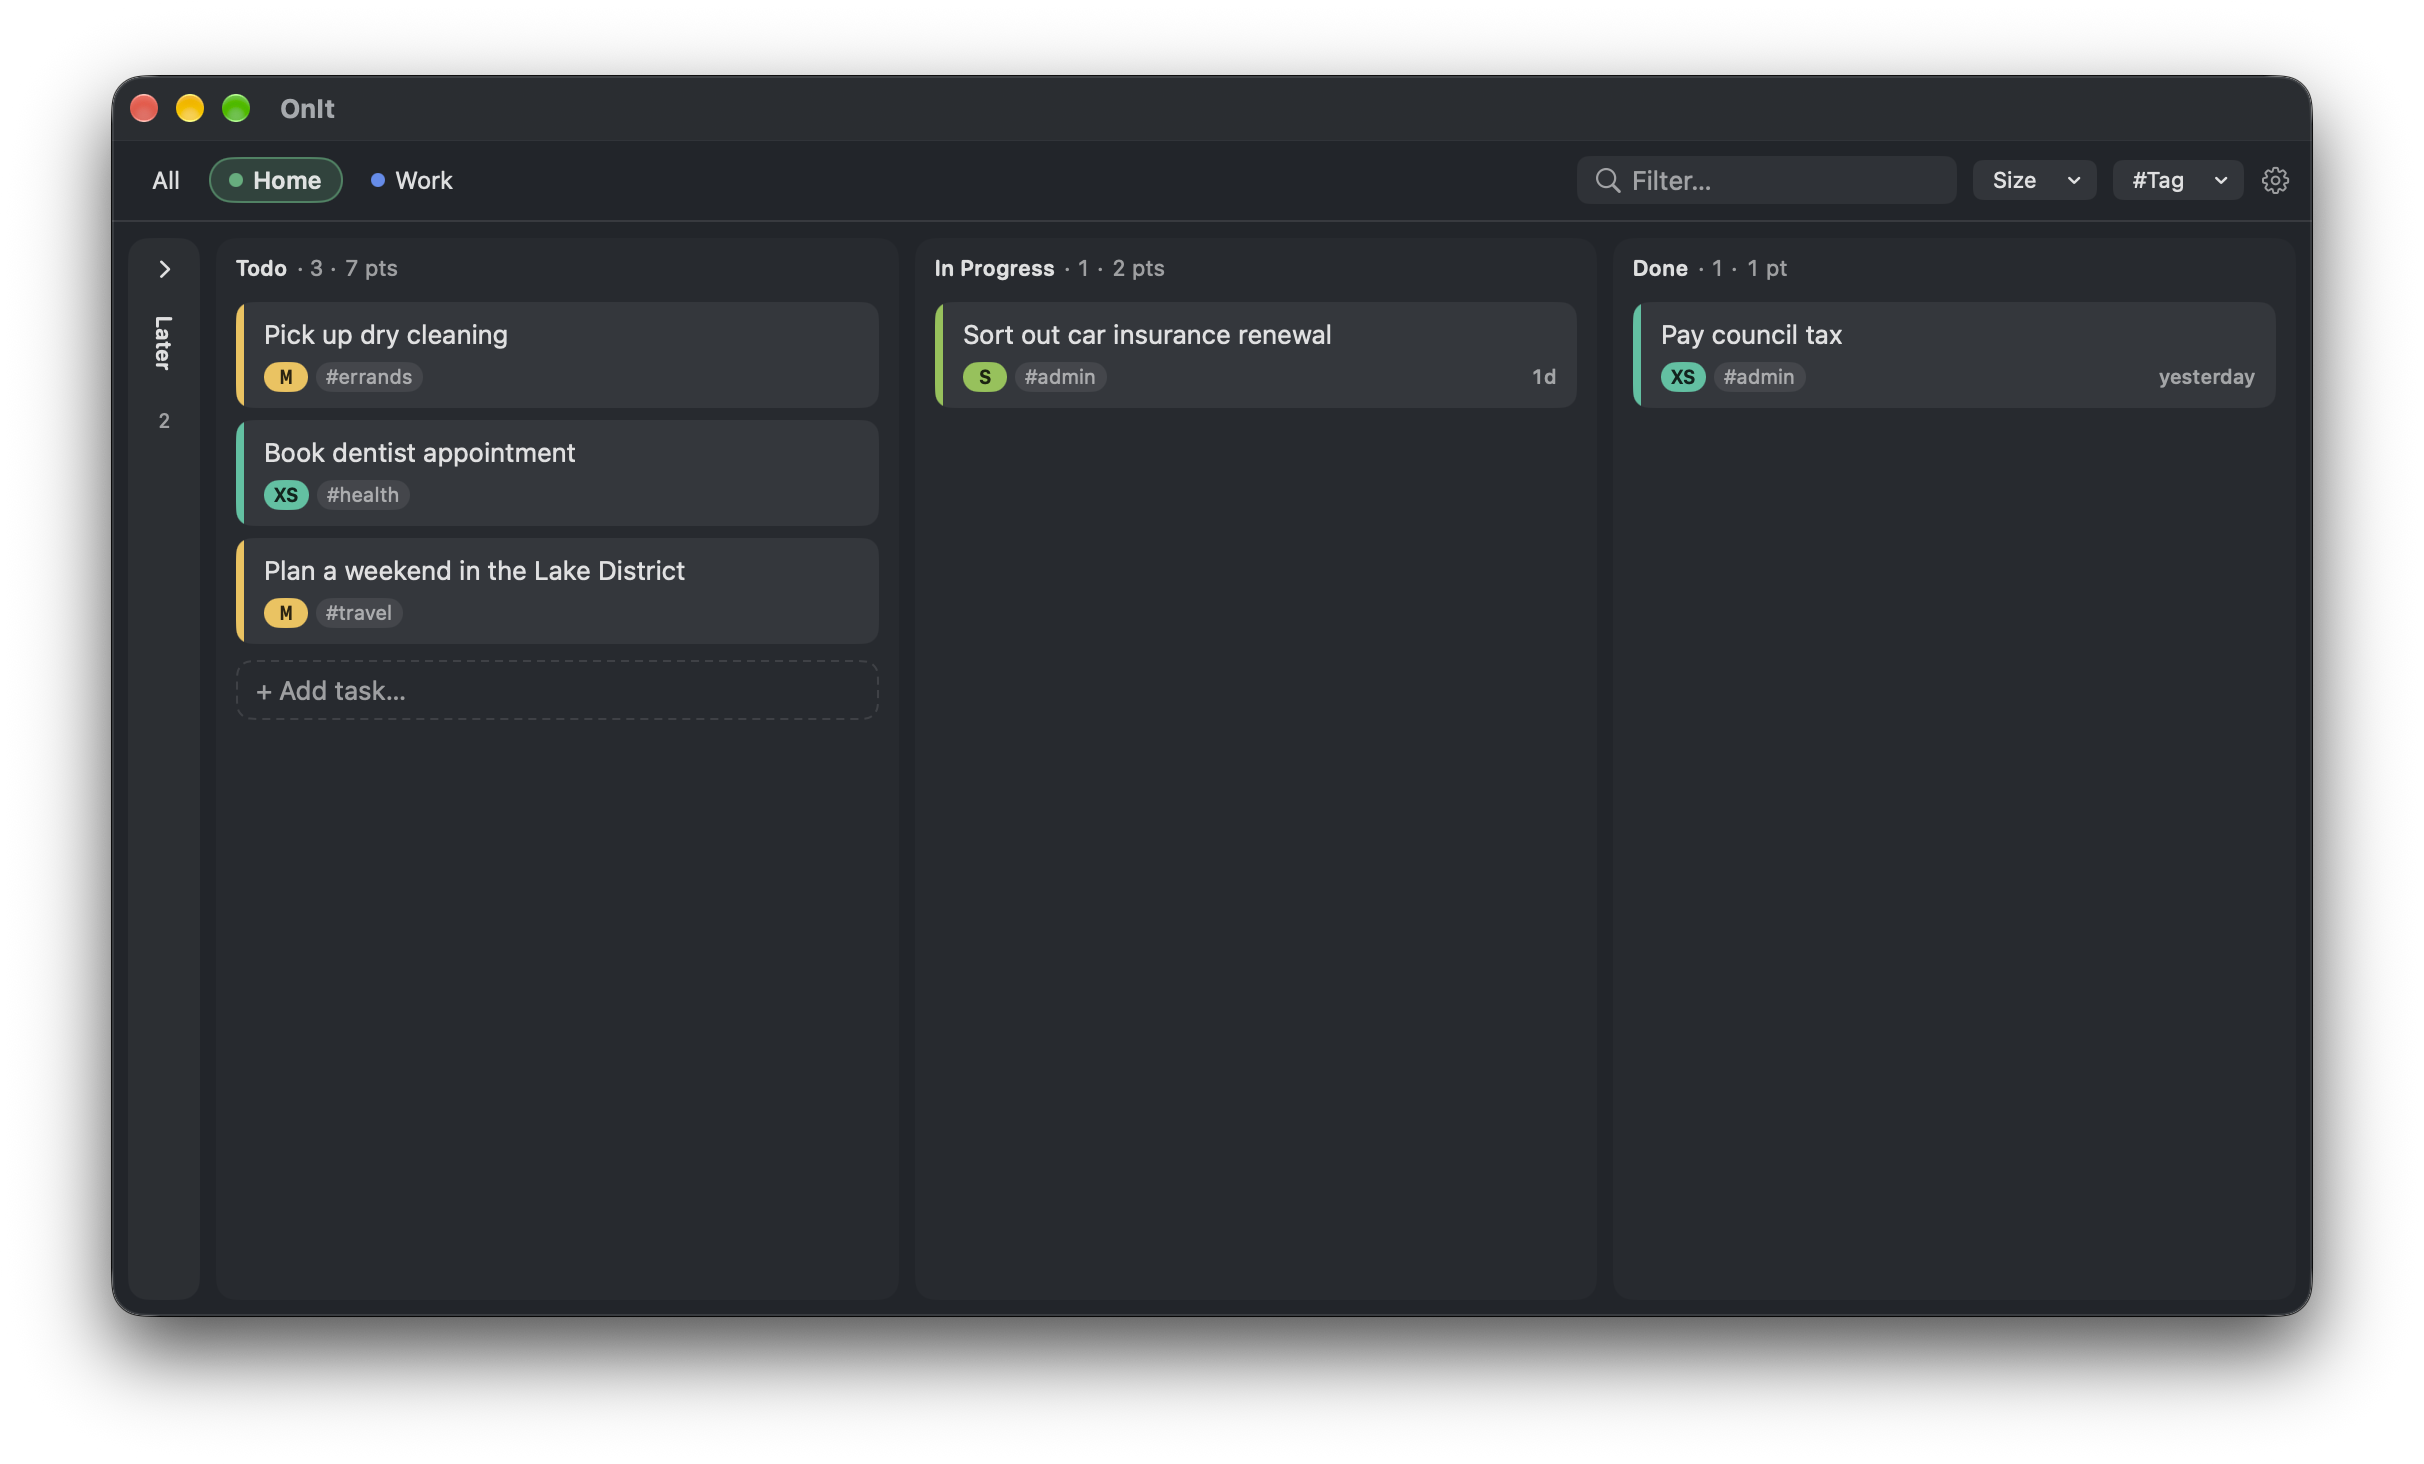 OnIt
All Home Work Filter... Size #Tag
Later
2
Todo · 3 · 7 pts
Pick up dry cleaning
M #errands
Book dentist appointment
XS #health
Plan a weekend in the Lake District
M #travel
+ Add task...
In Progress · 1 · 2 pts
Sort out car insurance renewal
S #admin 1d
Done · 1 · 1 pt
Pay council tax
XS #admin yesterday